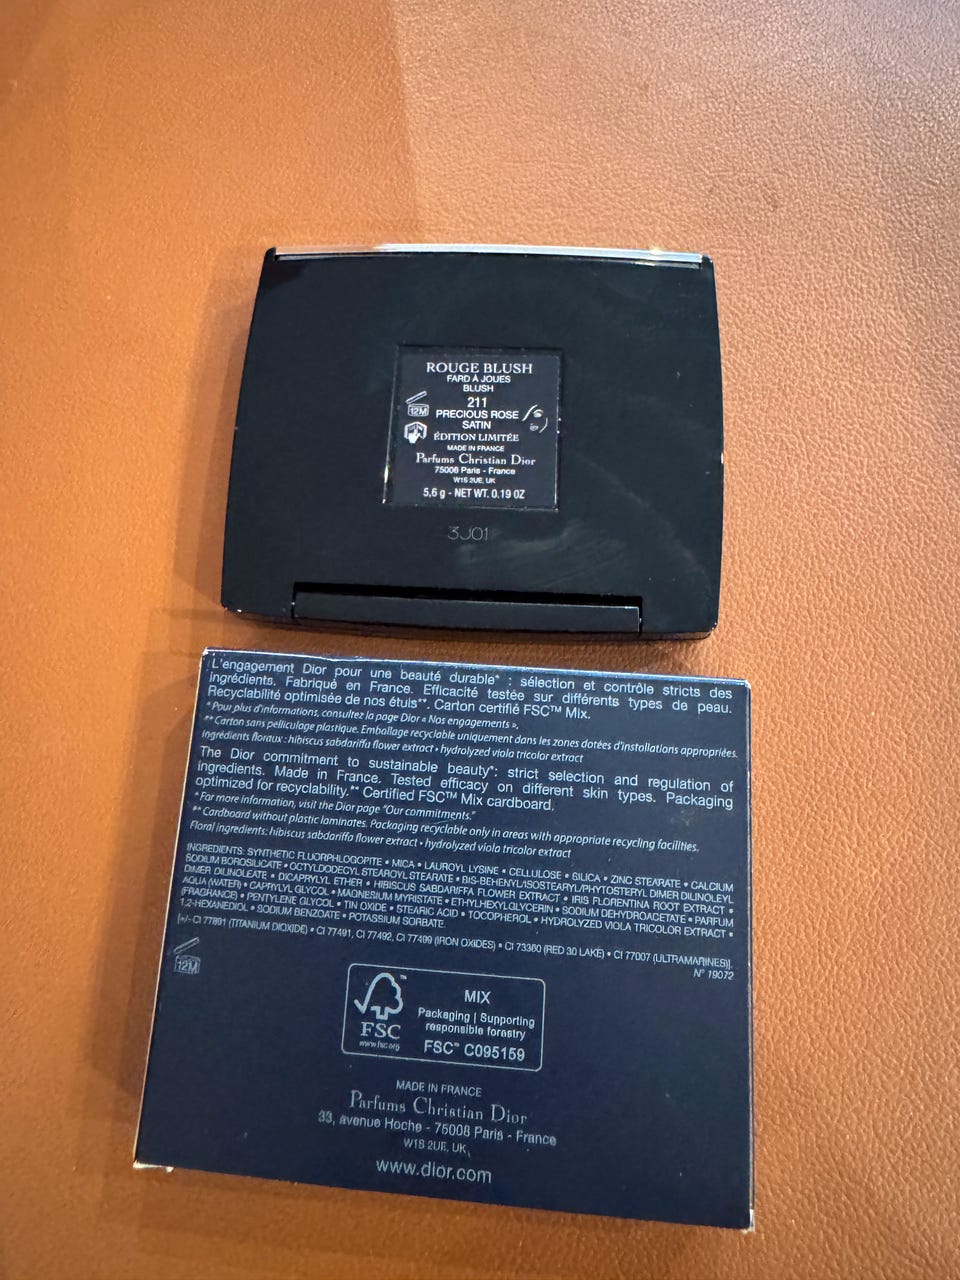 ROUGE BLUSH
FARD À JOUES
BLUSH
211
12M
PRECIOUS ROSE
SATIN
ÉDITION LIMITÉE
MADE IN FRANCE
Parfums Christian Dior
75008 Paris - France
W1S 2UE, UK
5,6 g - NET WT. 0.19 OZ
3J01
L'engagement Dior pour une beauté durable* : sélection et contrôle stricts des
ingrédients. Fabriqué en France. Efficacité testée sur différents types de peau.
Recyclabilité optimisée de nos étuis**. Carton certifié FSC™ Mix.
* Pour plus d'informations, consultez la page Dior « Nos engagements ».
** Carton sans pelliculage plastique. Emballage recyclable uniquement dans les zones dotées d'installations appropriées.
Ingrédients floraux : hibiscus sabdariffa flower extract • hydrolyzed viola tricolor extract
The Dior commitment to sustainable beauty*: strict selection and regulation of
ingredients. Made in France. Tested efficacy on different skin types. Packaging
optimized for recyclability.** Certified FSC™ Mix cardboard.
* For more information, visit the Dior page "Our commitments."
** Cardboard without plastic laminates. Packaging recyclable only in areas with appropriate recycling facilities.
Floral ingredients: hibiscus sabdariffa flower extract • hydrolyzed viola tricolor extract
INGREDIENTS: SYNTHETIC FLUORPHLOGOPITE • MICA • LAUROYL LYSINE • CELLULOSE • SILICA • ZINC STEARATE • CALCIUM
SODIUM BOROSILICATE • OCTYLDODECYL STEAROYL STEARATE • BIS-BEHENYL/ISOSTEARYL/PHYTOSTERYL DIMER DILINOLEYL
DIMER DILINOLEATE • DICAPRYLYL ETHER • HIBISCUS SABDARIFFA FLOWER EXTRACT • IRIS FLORENTINA ROOT EXTRACT •
AQUA (WATER) • CAPRYLYL GLYCOL • MAGNESIUM MYRISTATE • ETHYLHEXYLGLYCERIN • SODIUM DEHYDROACETATE • PARFUM
(FRAGRANCE) • PENTYLENE GLYCOL • TIN OXIDE • STEARIC ACID • TOCOPHEROL • HYDROLYZED VIOLA TRICOLOR EXTRACT •
1,2-HEXANEDIOL • SODIUM BENZOATE • POTASSIUM SORBATE
[+/- CI 77891 (TITANIUM DIOXIDE) • CI 77491, CI 77492, CI 77499 (IRON OXIDES) • CI 73360 (RED 30 LAKE) • CI 77007 (ULTRAMARINES)].
N° 19072
12M
FSC™
www.fsc.org
MIX
Packaging | Supporting
responsible forestry
FSC™ C095159
MADE IN FRANCE
Parfums Christian Dior
33, avenue Hoche - 75008 Paris - France
W1S 2UE, UK
www.dior.com